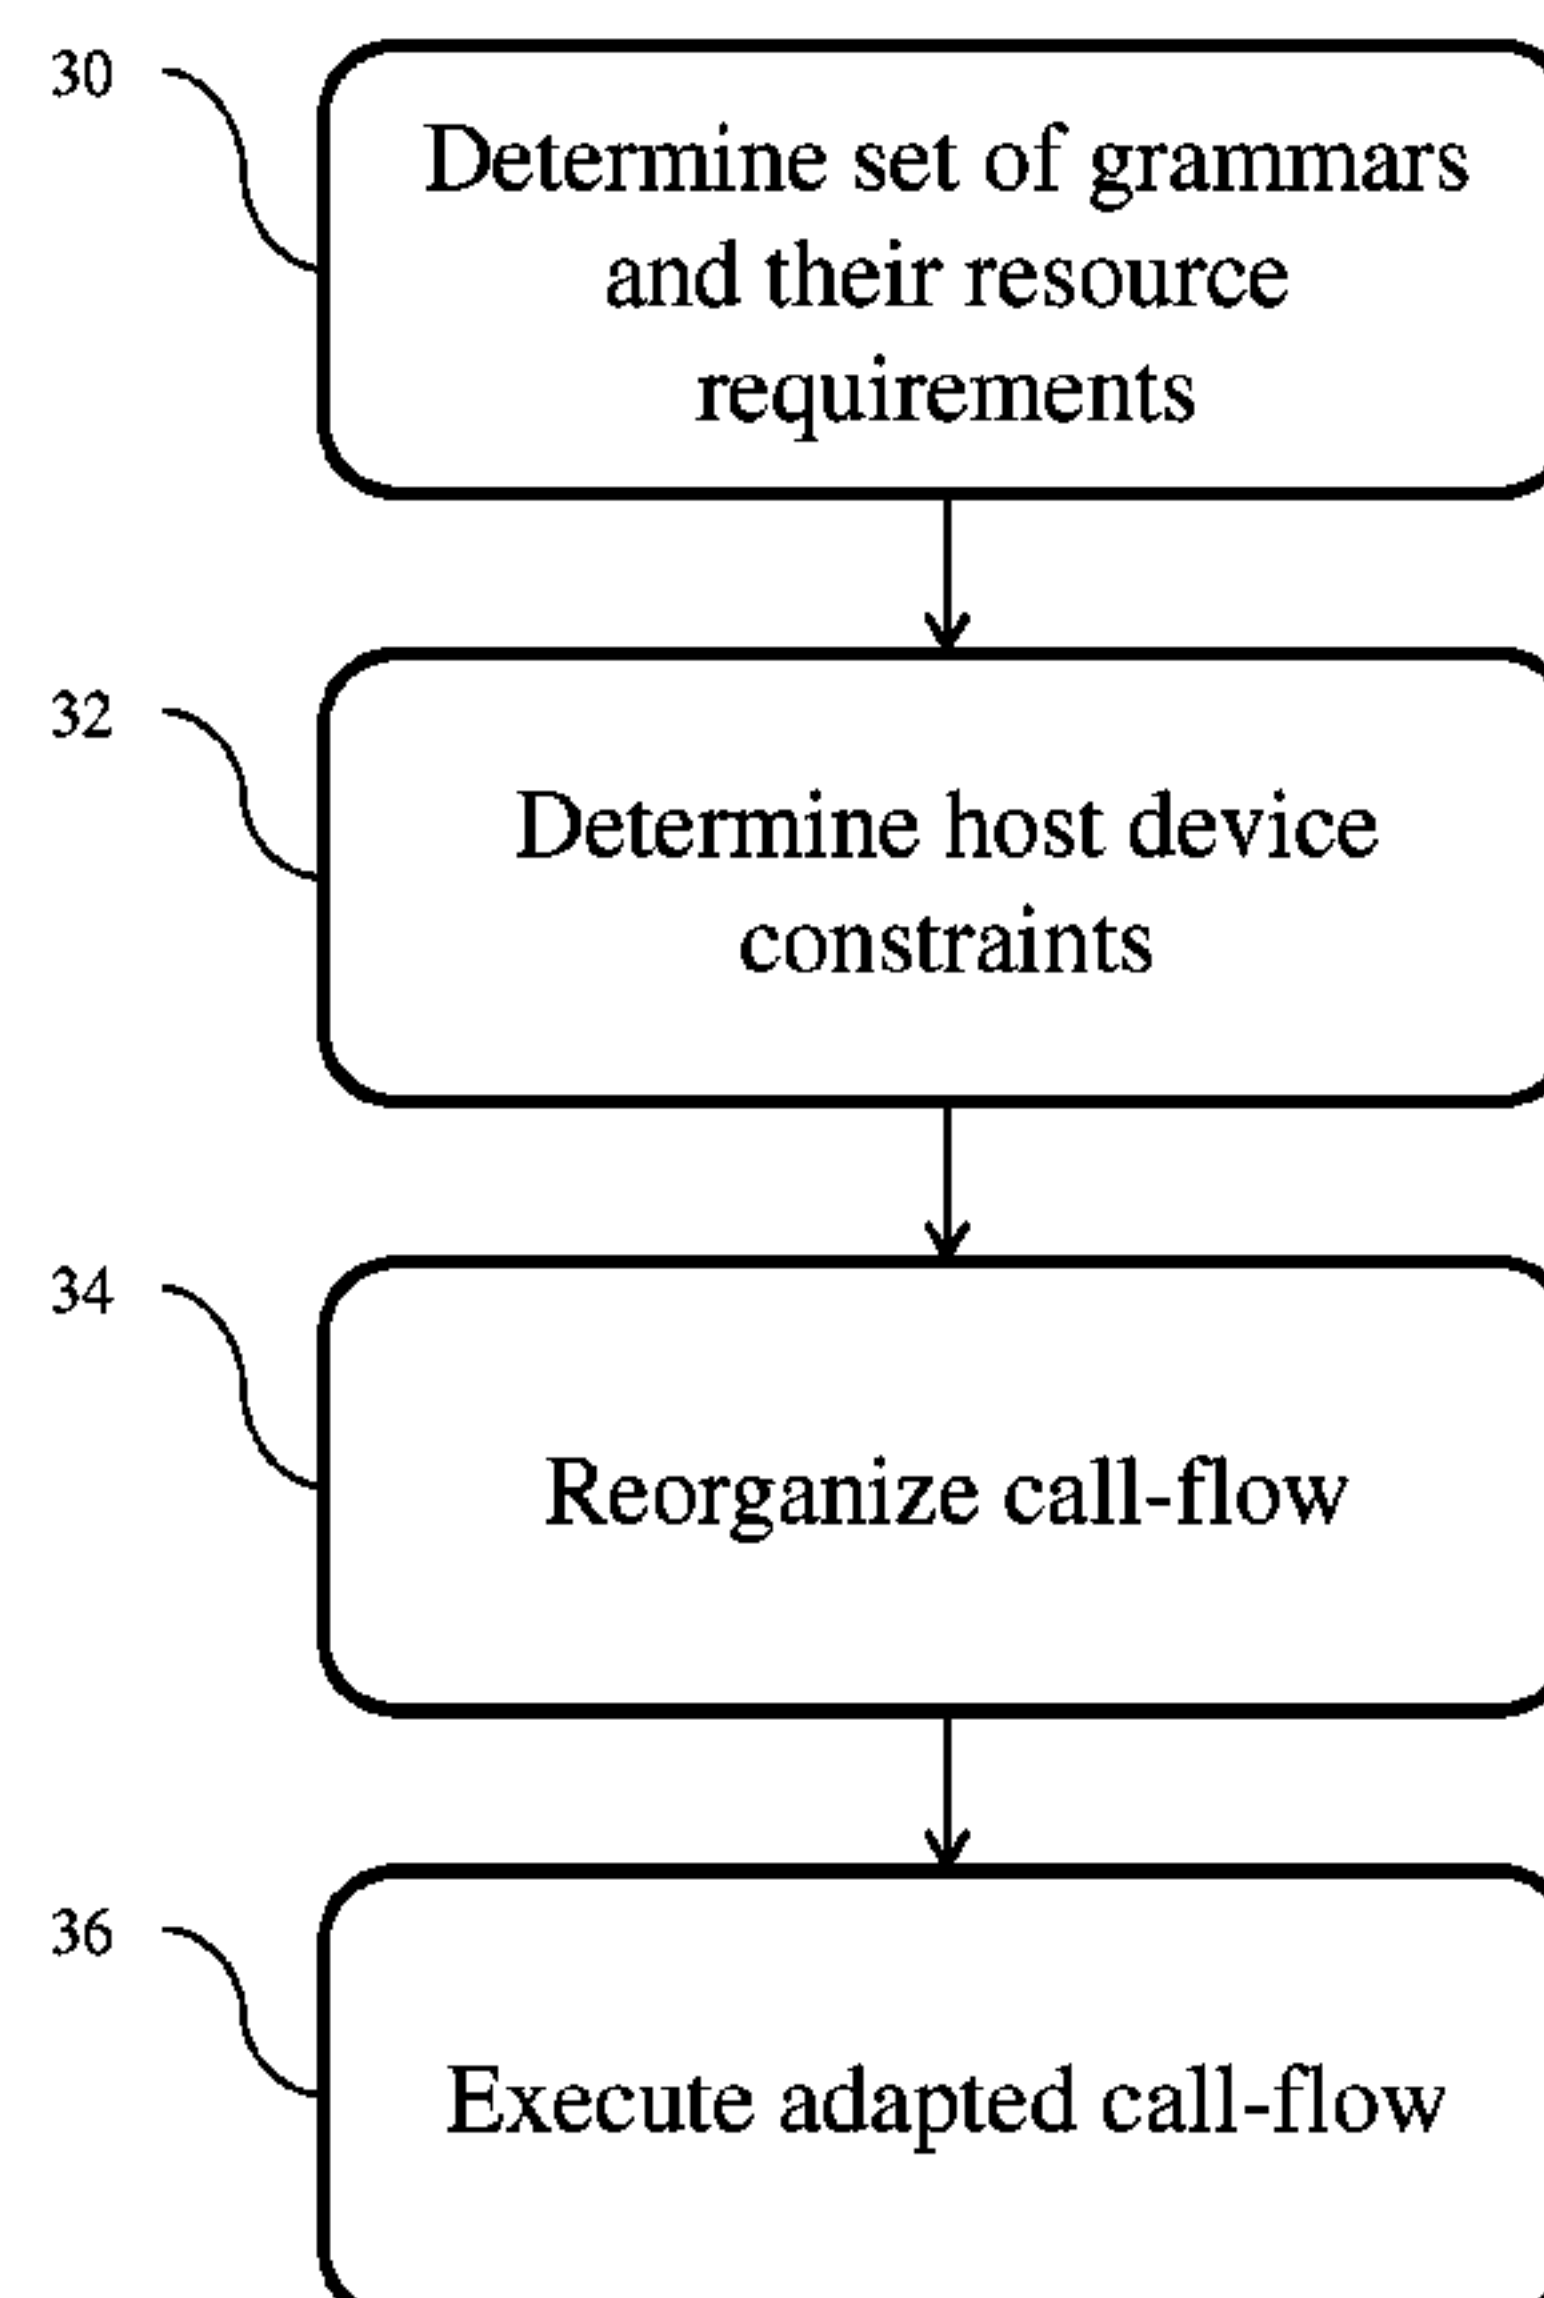 30
Determine set of grammars
and their resource
requirements
32
Determine host device
constraints
34
Reorganize call-flow
36
Execute adapted call-flow